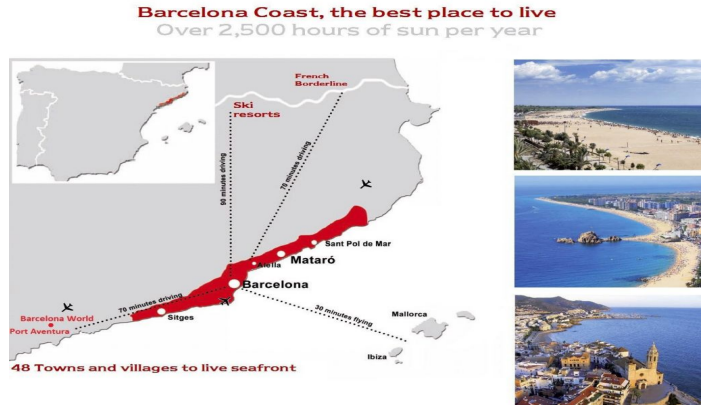 Barcelona Coast, the best place to live
Over 2,500 hours of sun per year
French
Borderline
Ski
resorts
90 minutes driving
70 minutes driving
Sant Pol de Mar
Mataró
Alella
Barcelona
70 minutes driving
30 minutes flying
Mallorca
Barcelona World
Port Aventura
Sitges
Ibiza
48 Towns and villages to live seafront